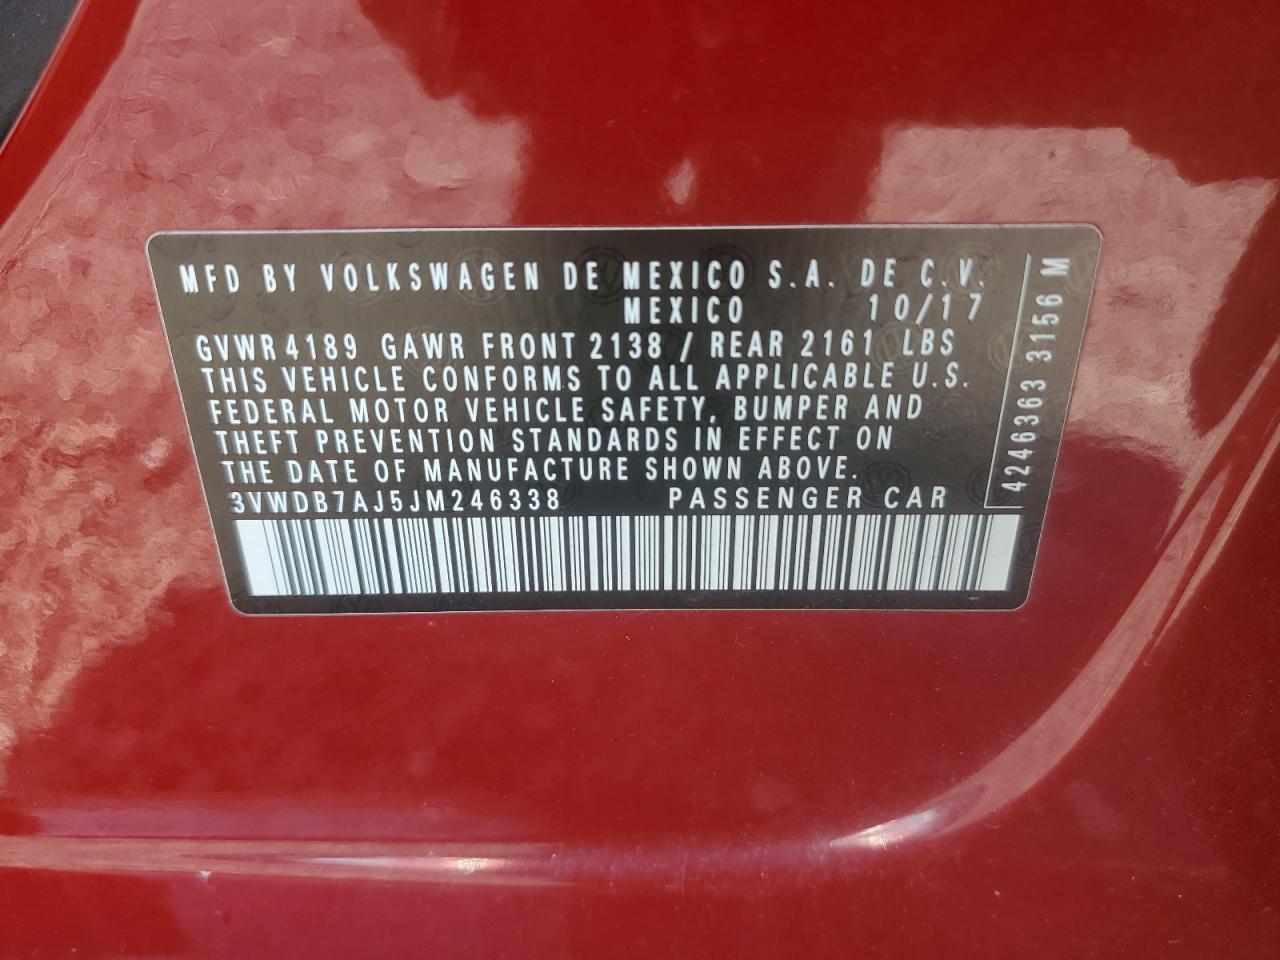 MFD BY VOLKSWAGEN DE MEXICO S.A. DE C.V.
MEXICO 10/17
GVWR 4189 GAWR FRONT 2138 / REAR 2161 LBS
THIS VEHICLE CONFORMS TO ALL APPLICABLE U.S.
FEDERAL MOTOR VEHICLE SAFETY, BUMPER AND
THEFT PREVENTION STANDARDS IN EFFECT ON
THE DATE OF MANUFACTURE SHOWN ABOVE.
3VWDB7AJ5JM246338 PASSENGER CAR
4246363 3156 M